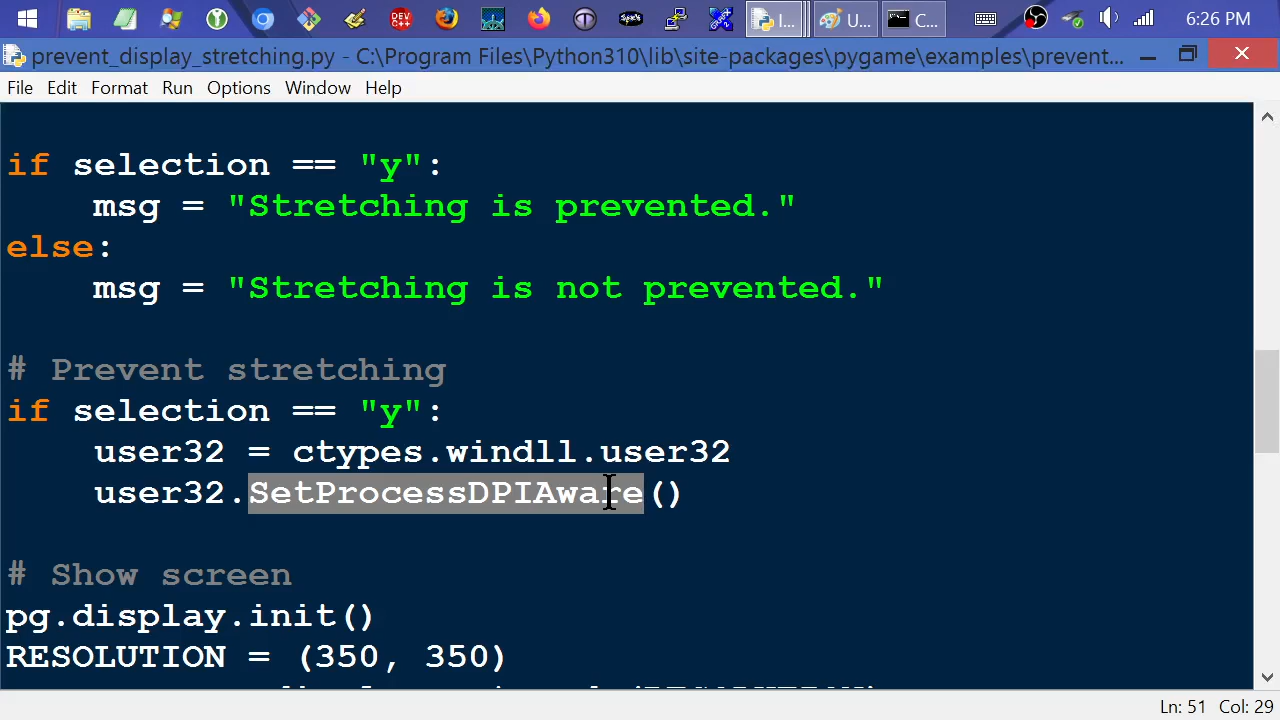 DEV
C++
Spck
I...
U...
C...
6:26 PM
prevent_display_stretching.py - C:\Program Files\Python310\lib\site-packages\pygame\examples\prevent...
File Edit Format Run Options Window Help
if selection == "y":
    msg = "Stretching is prevented."
else:
    msg = "Stretching is not prevented."
# Prevent stretching
if selection == "y":
    user32 = ctypes.windll.user32
    user32.SetProcessDPIAware()
# Show screen
pg.display.init()
RESOLUTION = (350, 350)
Ln: 51 Col: 29